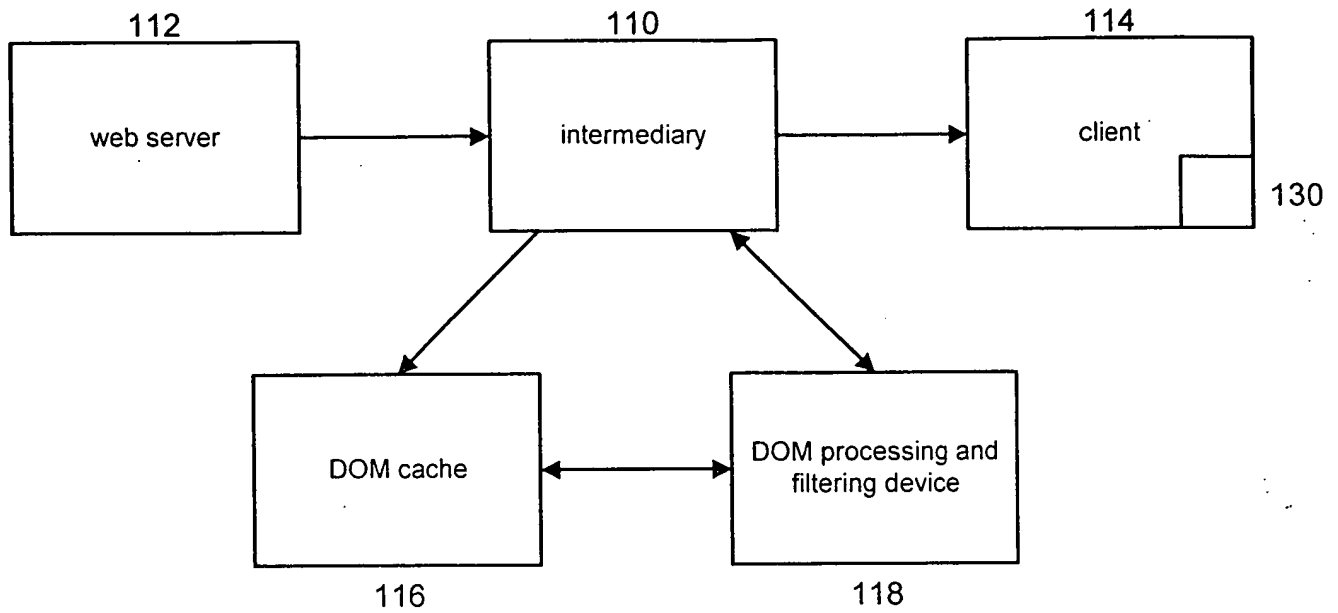 112
110
114
web server
intermediary
client
130
DOM cache
DOM processing and
filtering device
116
118